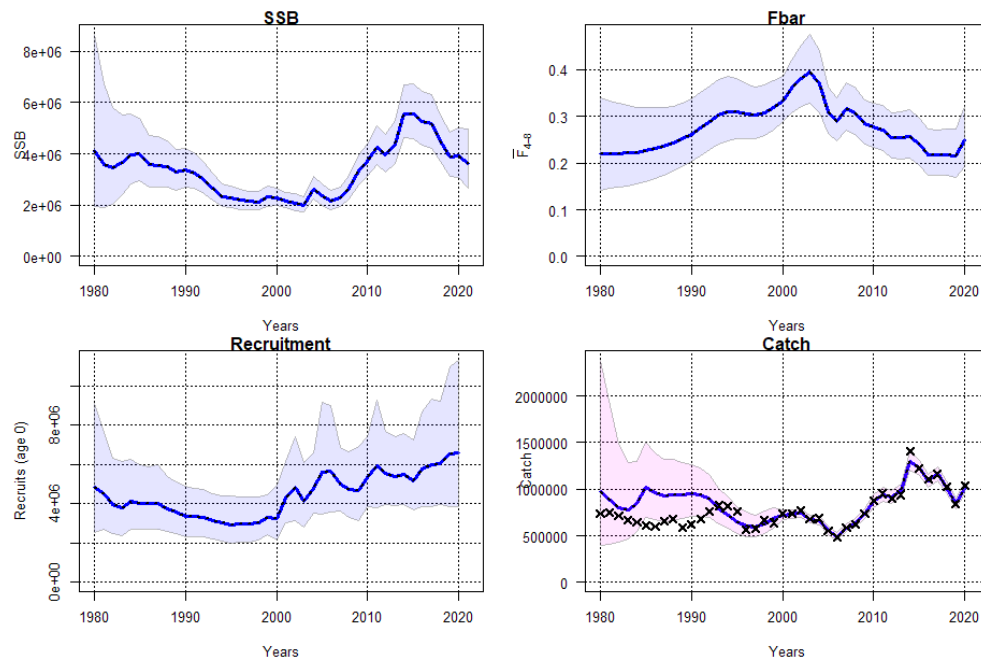 SSB
SSB
8e+06
6e+06
4e+06
2e+06
0e+00
1980 1990 2000 2010 2020
Years
Fbar
F4–8
0.4
0.3
0.2
0.1
0.0
1980 1990 2000 2010 2020
Years
Recruitment
Recruits (age 0)
8e+06
4e+06
0e+00
1980 1990 2000 2010 2020
Years
Catch
Catch
2000000
1500000
1000000
500000
0
1980 1990 2000 2010 2020
Years